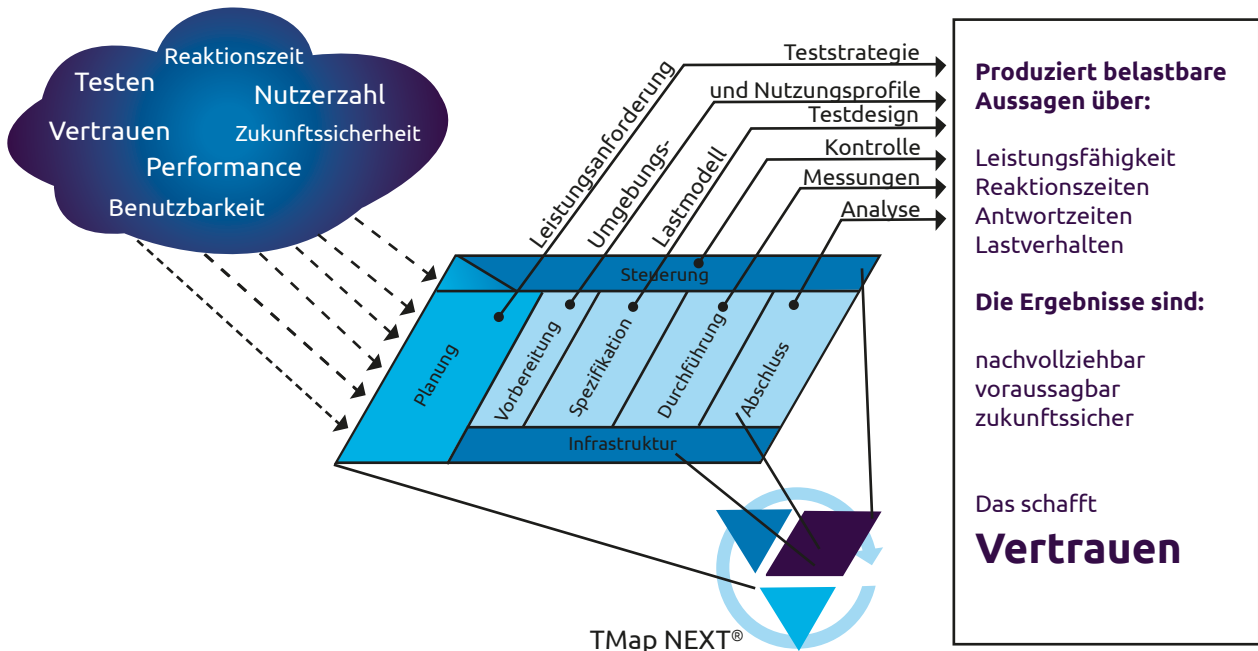 Reaktionszeit
Testen
Nutzerzahl
Vertrauen
Zukunftssicherheit
Performance
Benutzbarkeit
Leistungsanforderung
Teststrategie
Umgebungs-
und Nutzungsprofile
Lastmodell
Testdesign
Kontrolle
Messungen
Analyse
Steuerung
Planung
Vorbereitung
Spezifikation
Durchführung
Abschluss
Infrastruktur
TMap NEXT®
Produziert belastbare
Aussagen über:
Leistungsfähigkeit
Reaktionszeiten
Antwortzeiten
Lastverhalten
Die Ergebnisse sind:
nachvollziehbar
voraussagbar
zukunftssicher
Das schafft
Vertrauen